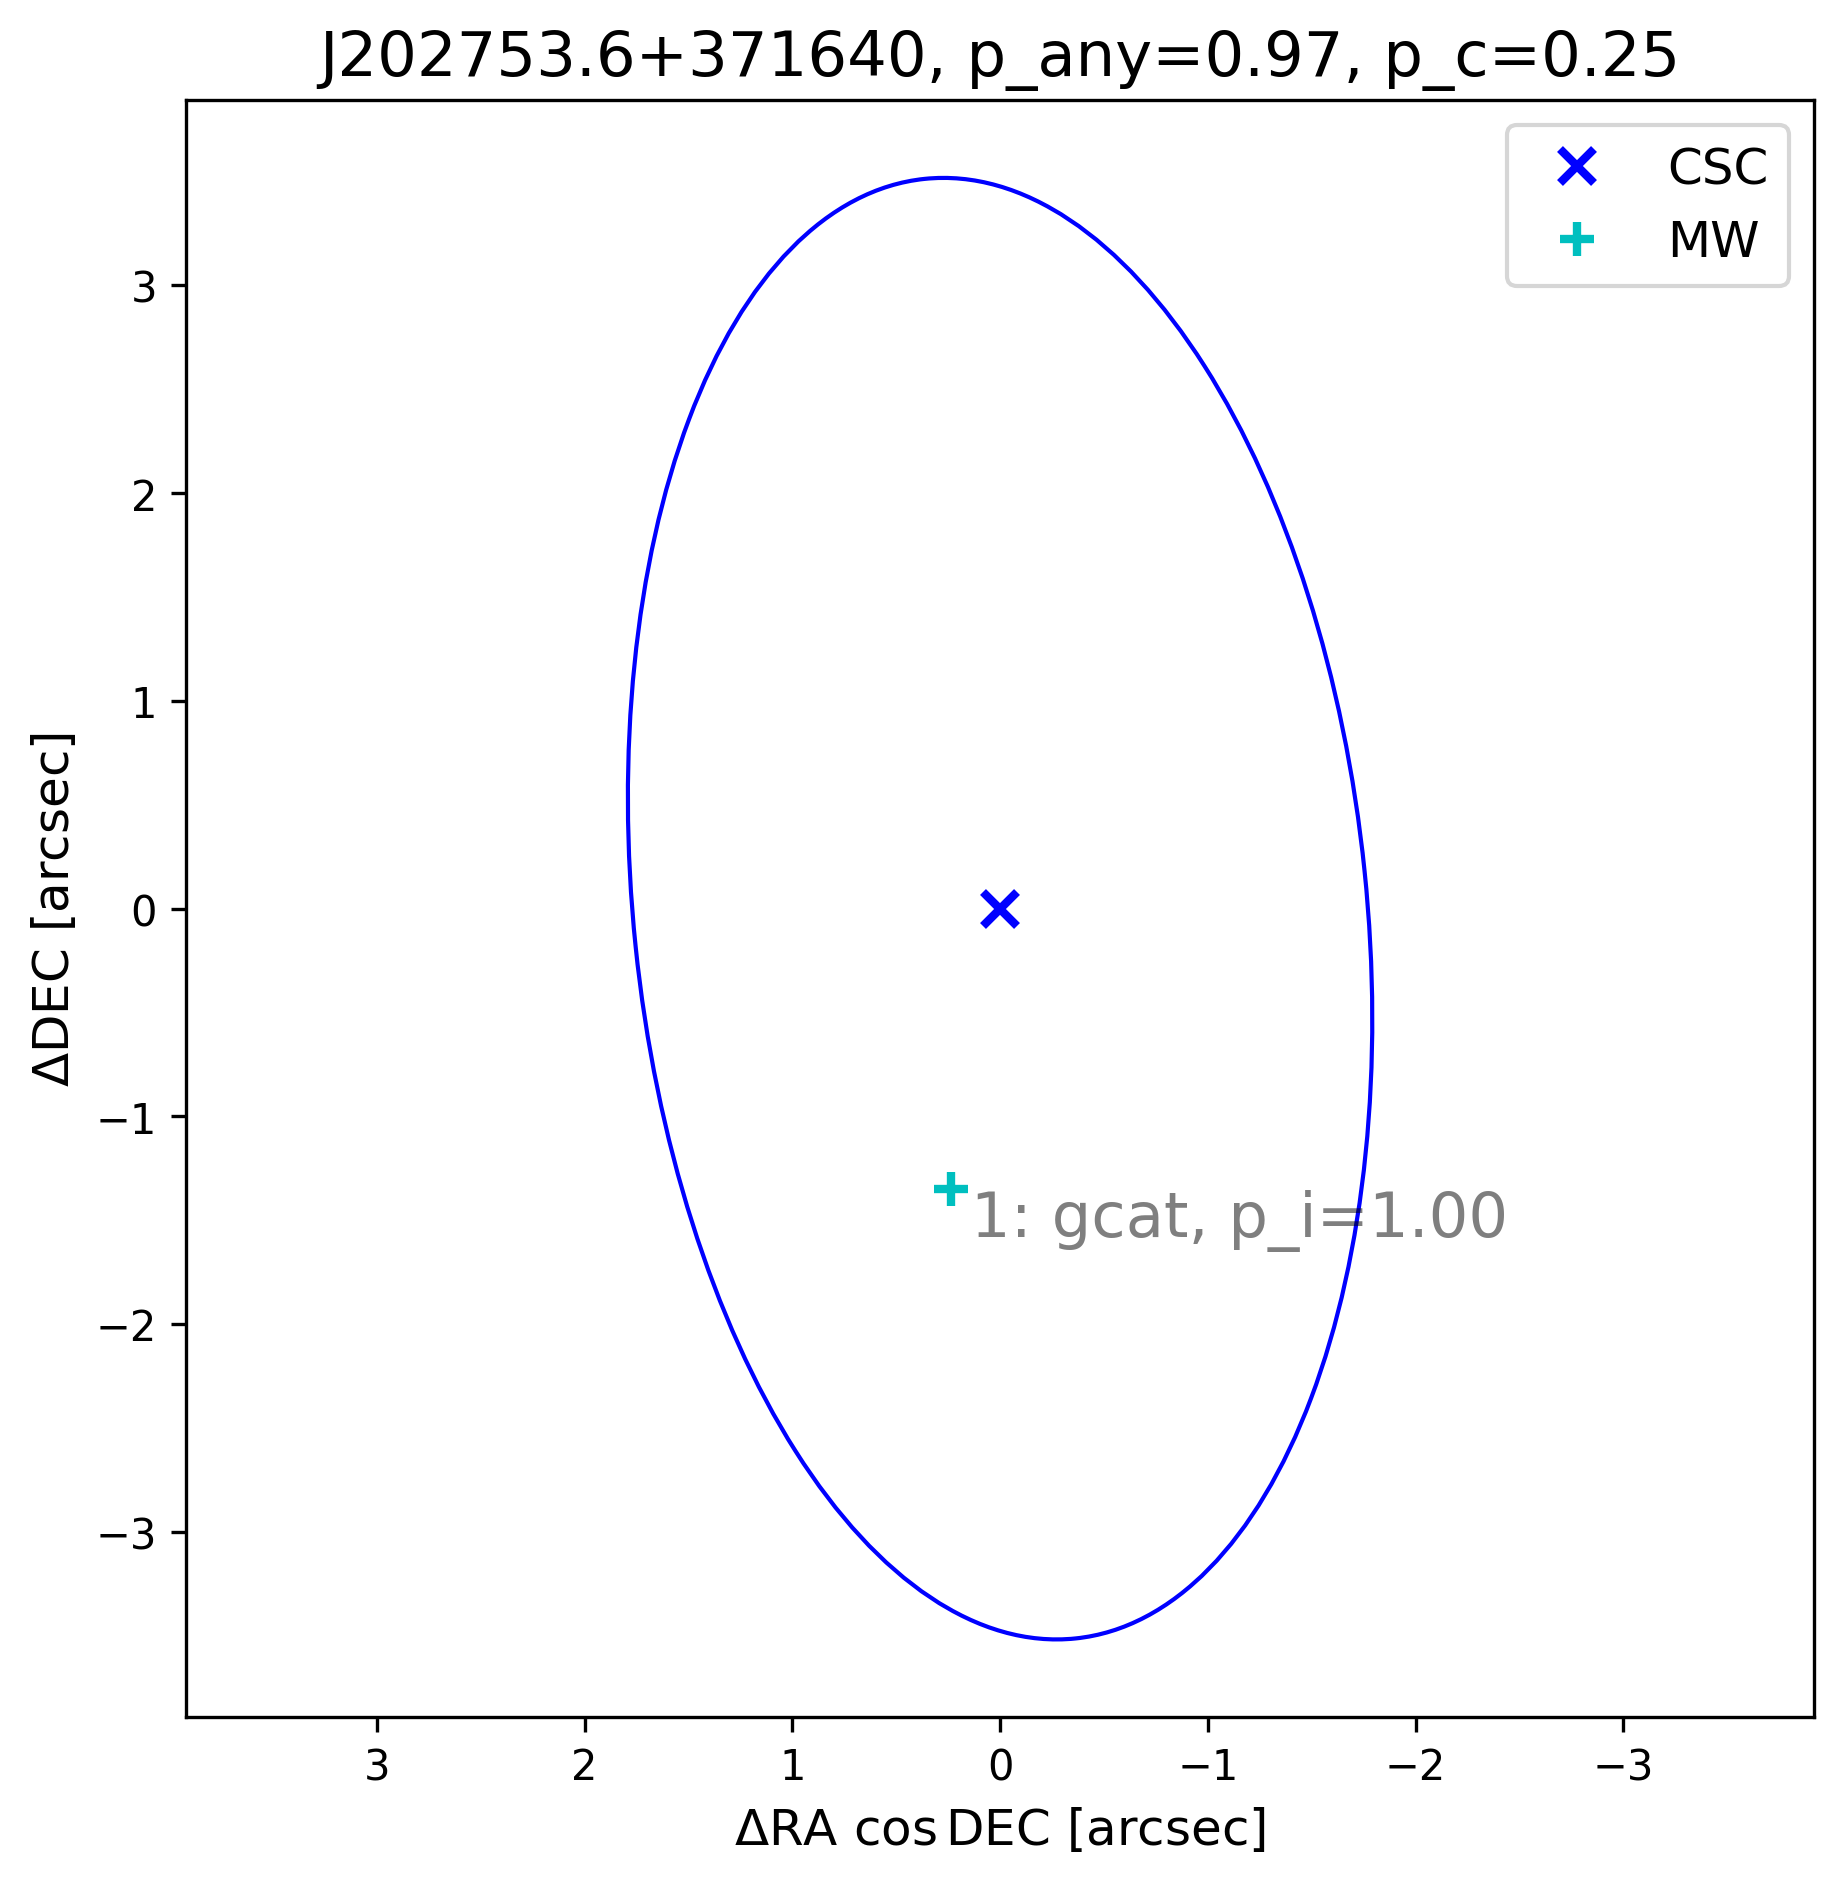 J202753.6+371640, p_any=0.97, p_c=0.25
CSC
MW
3
2
1
0
−1
−2
−3
ΔDEC [arcsec]
1: gcat, p_i=1.00
3
2
1
0
−1
−2
−3
ΔRA cos DEC [arcsec]